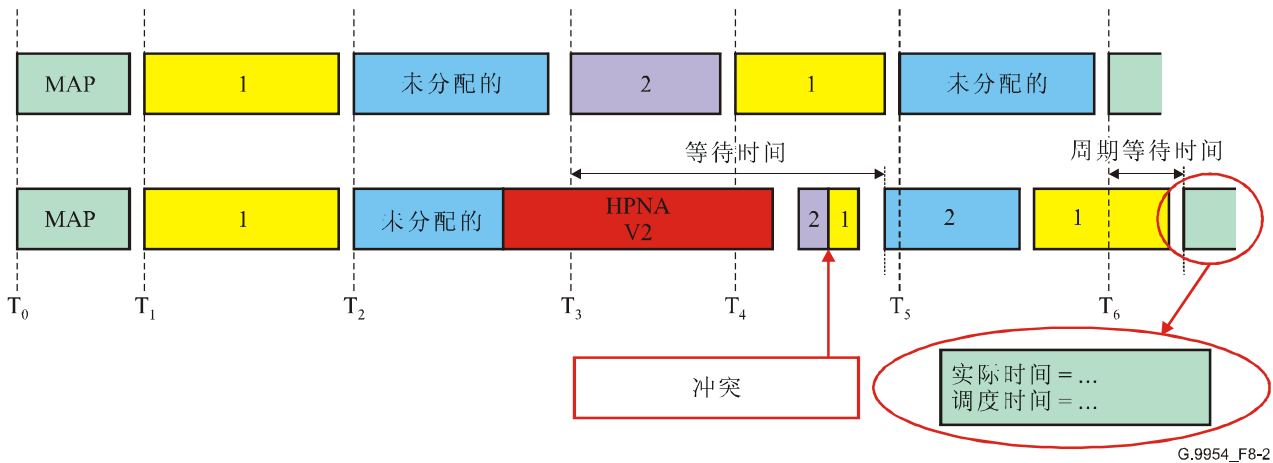 MAP 1 未分配的 2 1 未分配的
等待时间 周期等待时间
MAP 1 未分配的 HPNA V2 2 1 2 1
T0 T1 T2 T3 T4 T5 T6
冲突
实际时间 = ...
调度时间 = ...
G.9954_F8-2